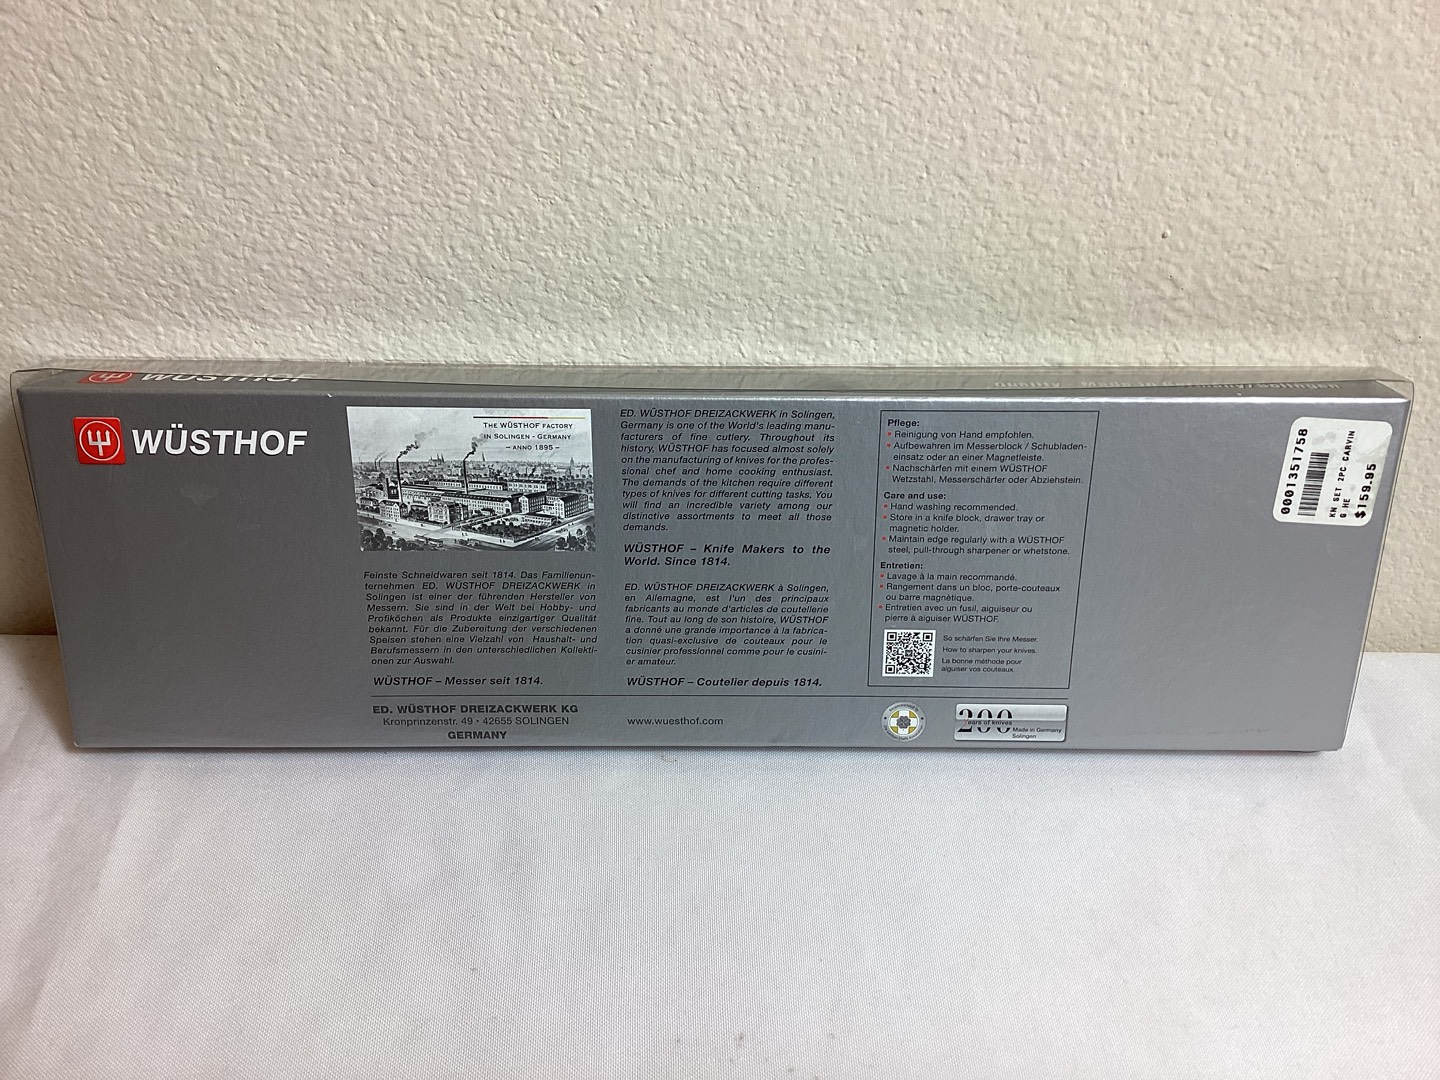 WÜSTHOF
WÜSTHOF
THE WÜSTHOF FACTORY
IN SOLINGEN - GERMANY
– ANNO 1895 –
Feinste Schneidwaren seit 1814. Das Familienun-
ternehmen ED. WÜSTHOF DREIZACKWERK in
Solingen ist einer der führenden Hersteller von
Messern. Sie sind in der Welt bei Hobby- und
Profiköchen als Produkte einzigartiger Qualität
bekannt. Für die Zubereitung der verschiedenen
Speisen stehen eine Vielzahl von Haushalt- und
Berufsmessern in den unterschiedlichen Kollekti-
onen zur Auswahl.
WÜSTHOF – Messer seit 1814.
ED. WÜSTHOF DREIZACKWERK in Solingen,
Germany is one of the World's leading manu-
facturers of fine cutlery. Throughout its
history, WÜSTHOF has focused almost solely
on the manufacturing of knives for the profes-
sional chef and home cooking enthusiast.
The demands of the kitchen require different
types of knives for different cutting tasks. You
will find an incredible variety among our
distinctive assortments to meet all those
demands.
WÜSTHOF – Knife Makers to the
World. Since 1814.
ED. WÜSTHOF DREIZACKWERK à Solingen,
en Allemagne, est l'un des principaux
fabricants au monde d'articles de coutellerie
fine. Tout au long de son histoire, WÜSTHOF
a donné une grande importance à la fabrica-
tion quasi-exclusive de couteaux pour le
cusinier professionnel comme pour le cusini-
er amateur.
WÜSTHOF – Coutelier depuis 1814.
Pflege:
• Reinigung von Hand empfohlen.
• Aufbewahren im Messerblock / Schubladen-
einsatz oder an einer Magnetleiste.
• Nachschärfen mit einem WÜSTHOF
Wetzstahl, Messerschärfer oder Abziehstein.
Care and use:
• Hand washing recommended.
• Store in a knife block, drawer tray or
magnetic holder.
• Maintain edge regularly with a WÜSTHOF
steel, pull-through sharpener or whetstone.
Entretien:
• Lavage à la main recommandé.
• Rangement dans un bloc, porte-couteaux
ou barre magnétique.
• Entretien avec un fusil, aiguiseur ou
pierre à aiguiser WÜSTHOF.
So schärfen Sie Ihre Messer.
How to sharpen your knives.
La bonne méthode pour
aiguiser vos couteaux.
ED. WÜSTHOF DREIZACKWERK KG
Kronprinzenstr. 49 • 42655 SOLINGEN
GERMANY
www.wuesthof.com
200
Years of knives
Made in Germany
Solingen
0001351758
KN SET 2PC CARVIN
G HE
$159.95